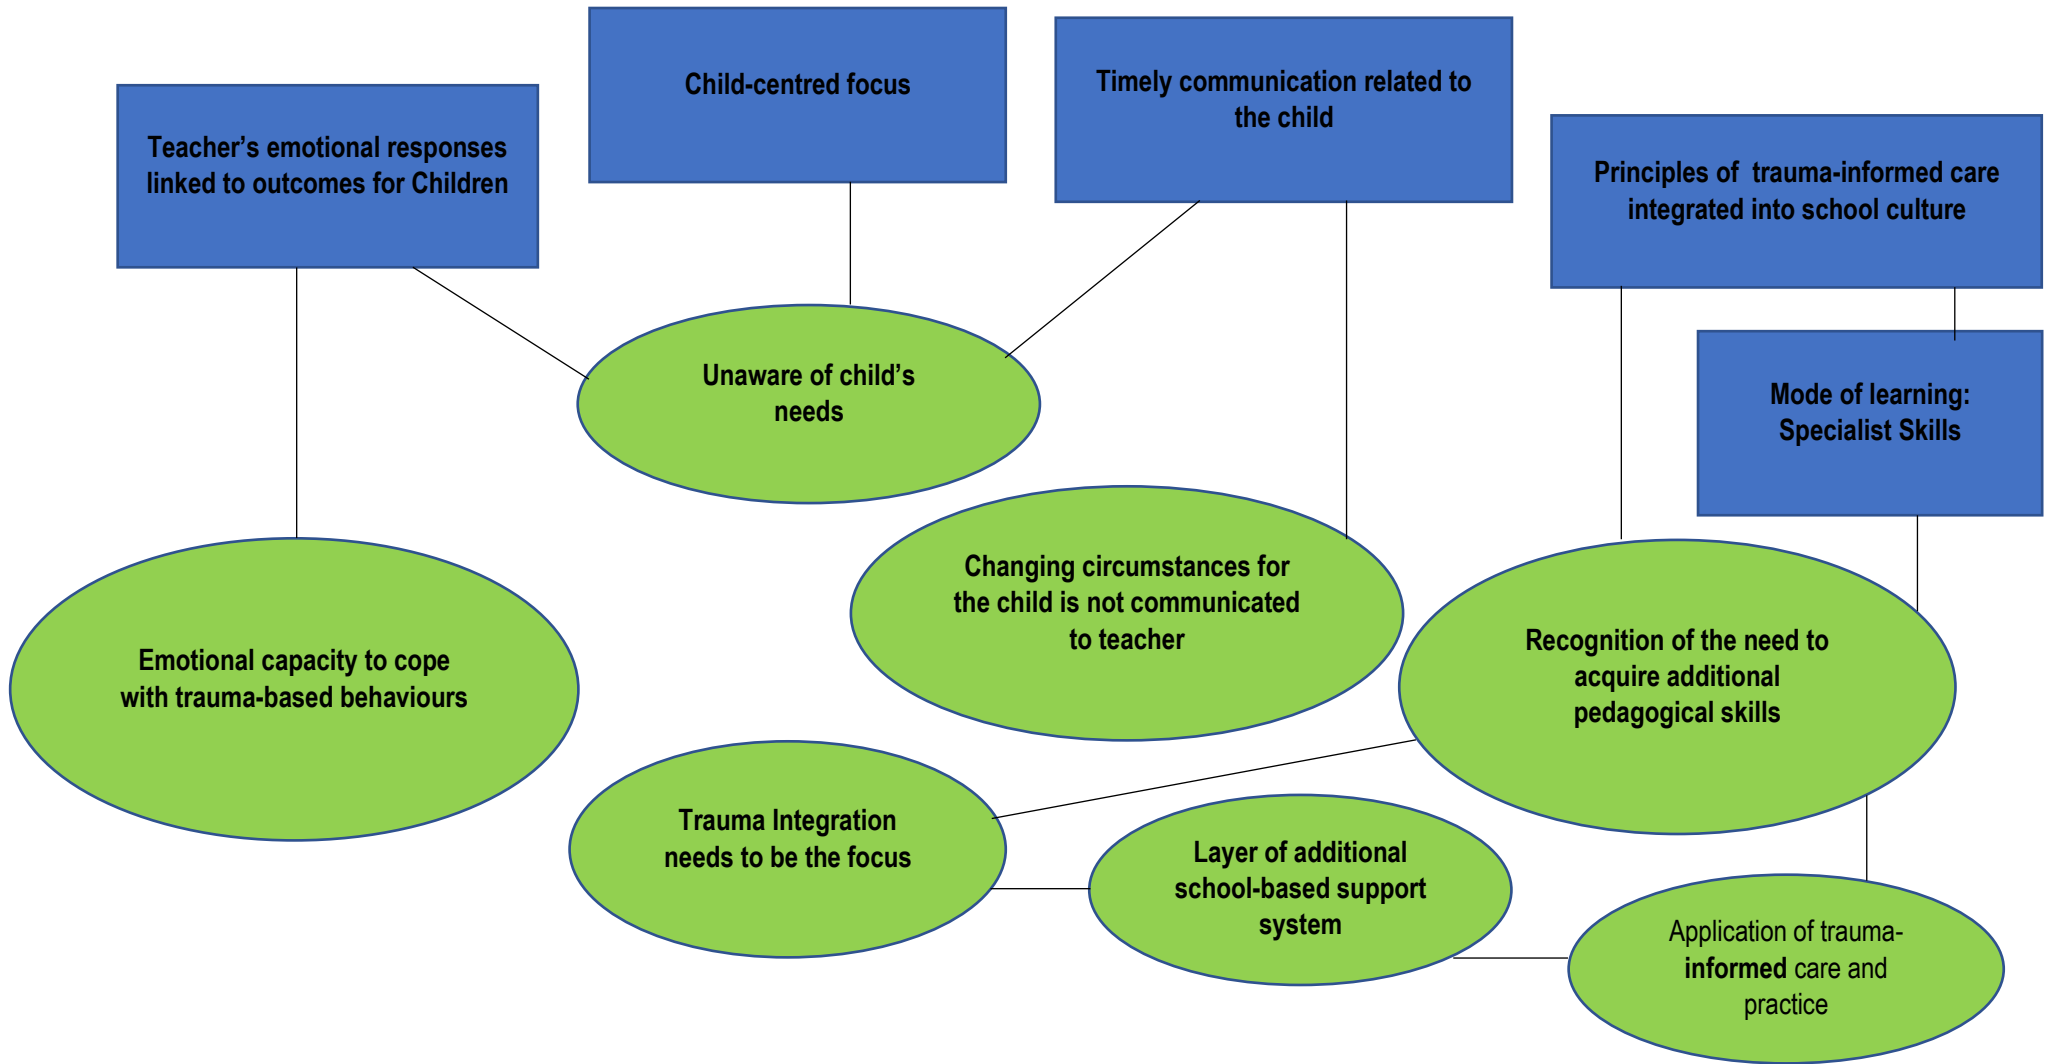 Child-centred focus
Timely communication related to
the child
Teacher’s emotional responses
linked to outcomes for Children
Principles of  trauma-informed care
integrated into school culture
Unaware of child’s
needs
Mode of learning:
Specialist Skills
Changing circumstances for
the child is not communicated
to teacher
Emotional capacity to cope
with trauma-based behaviours
Recognition of the need to
acquire additional
pedagogical skills
Trauma Integration
needs to be the focus
Layer of additional
school-based support
system
Application of trauma-
informed care and
practice